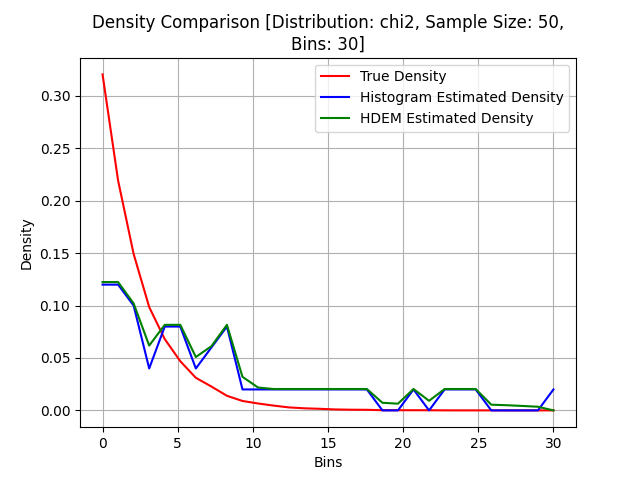 Density Comparison [Distribution: chi2, Sample Size: 50,
Bins: 30]
True Density
Histogram Estimated Density
HDEM Estimated Density
Density
0.30
0.25
0.20
0.15
0.10
0.05
0.00
0 5 10 15 20 25 30
Bins